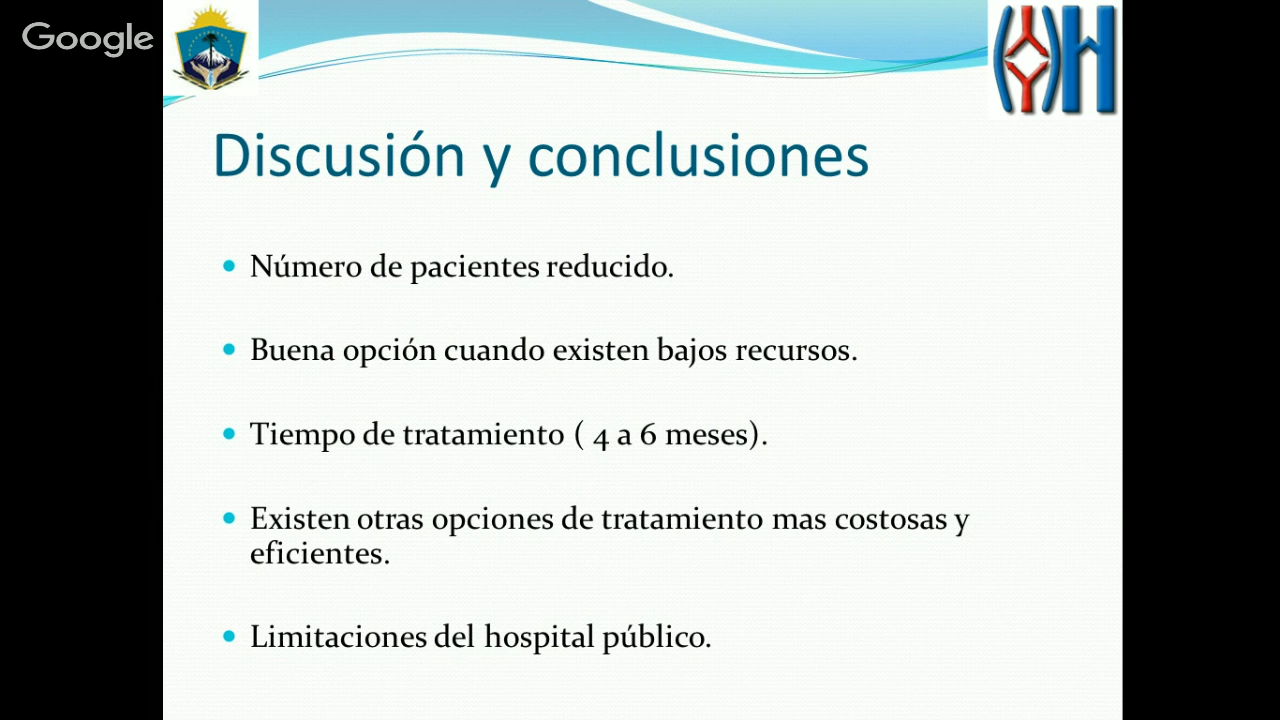 Google
Discusión y conclusiones
Número de pacientes reducido.
Buena opción cuando existen bajos recursos.
Tiempo de tratamiento ( 4 a 6 meses).
Existen otras opciones de tratamiento mas costosas y
eficientes.
Limitaciones del hospital público.